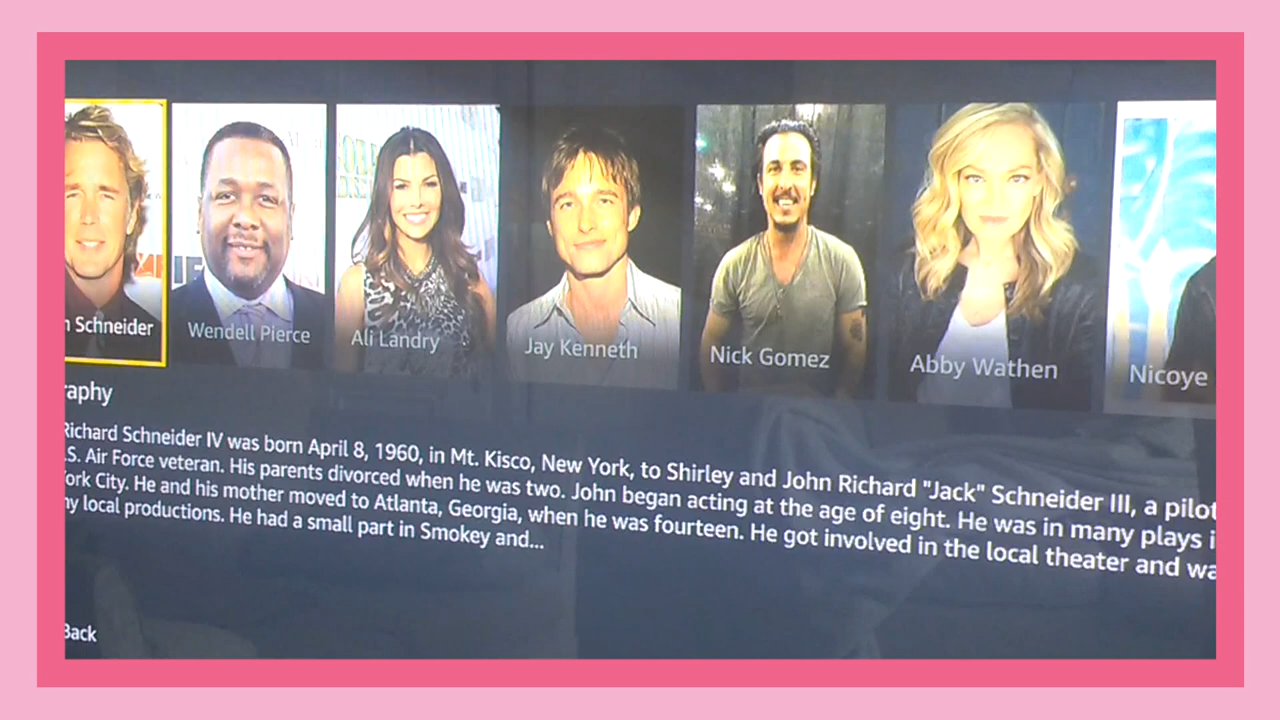 n Schneider
Wendell Pierce
Ali Landry
Jay Kenneth
Nick Gomez
Abby Wathen
Nicoye
raphy
Richard Schneider IV was born April 8, 1960, in Mt. Kisco, New York, to Shirley and John Richard "Jack" Schneider III, a pilot
.S. Air Force veteran. His parents divorced when he was two. John began acting at the age of eight. He was in many plays i
York City. He and his mother moved to Atlanta, Georgia, when he was fourteen. He got involved in the local theater and wa
ny local productions. He had a small part in Smokey and...
Back